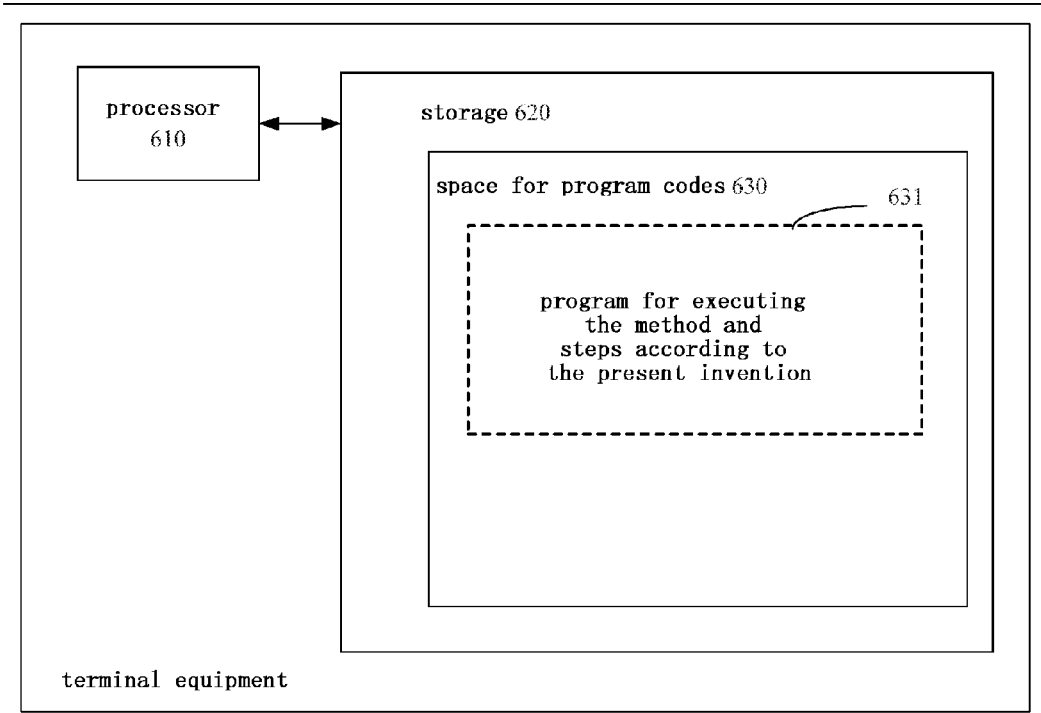 processor
610
storage 620
space for program codes 630
631
program for executing
the method and
steps according to
the present invention
terminal equipment